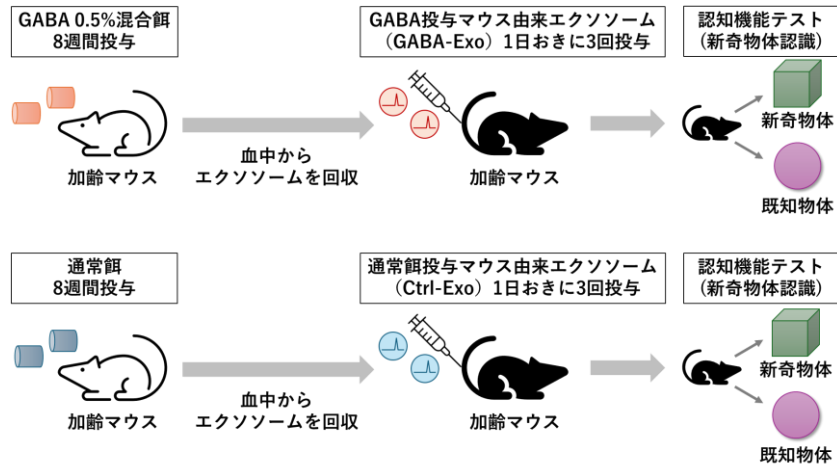 GABA 0.5%混合餌
8週間投与
GABA投与マウス由来エクソソーム
（GABA-Exo）1日おきに3回投与
認知機能テスト
(新奇物体認識)
加齢マウス
血中から
エクソソームを回収
加齢マウス
新奇物体
既知物体
通常餌
8週間投与
通常餌投与マウス由来エクソソーム
（Ctrl-Exo）1日おきに3回投与
認知機能テスト
(新奇物体認識)
加齢マウス
血中から
エクソソームを回収
加齢マウス
新奇物体
既知物体